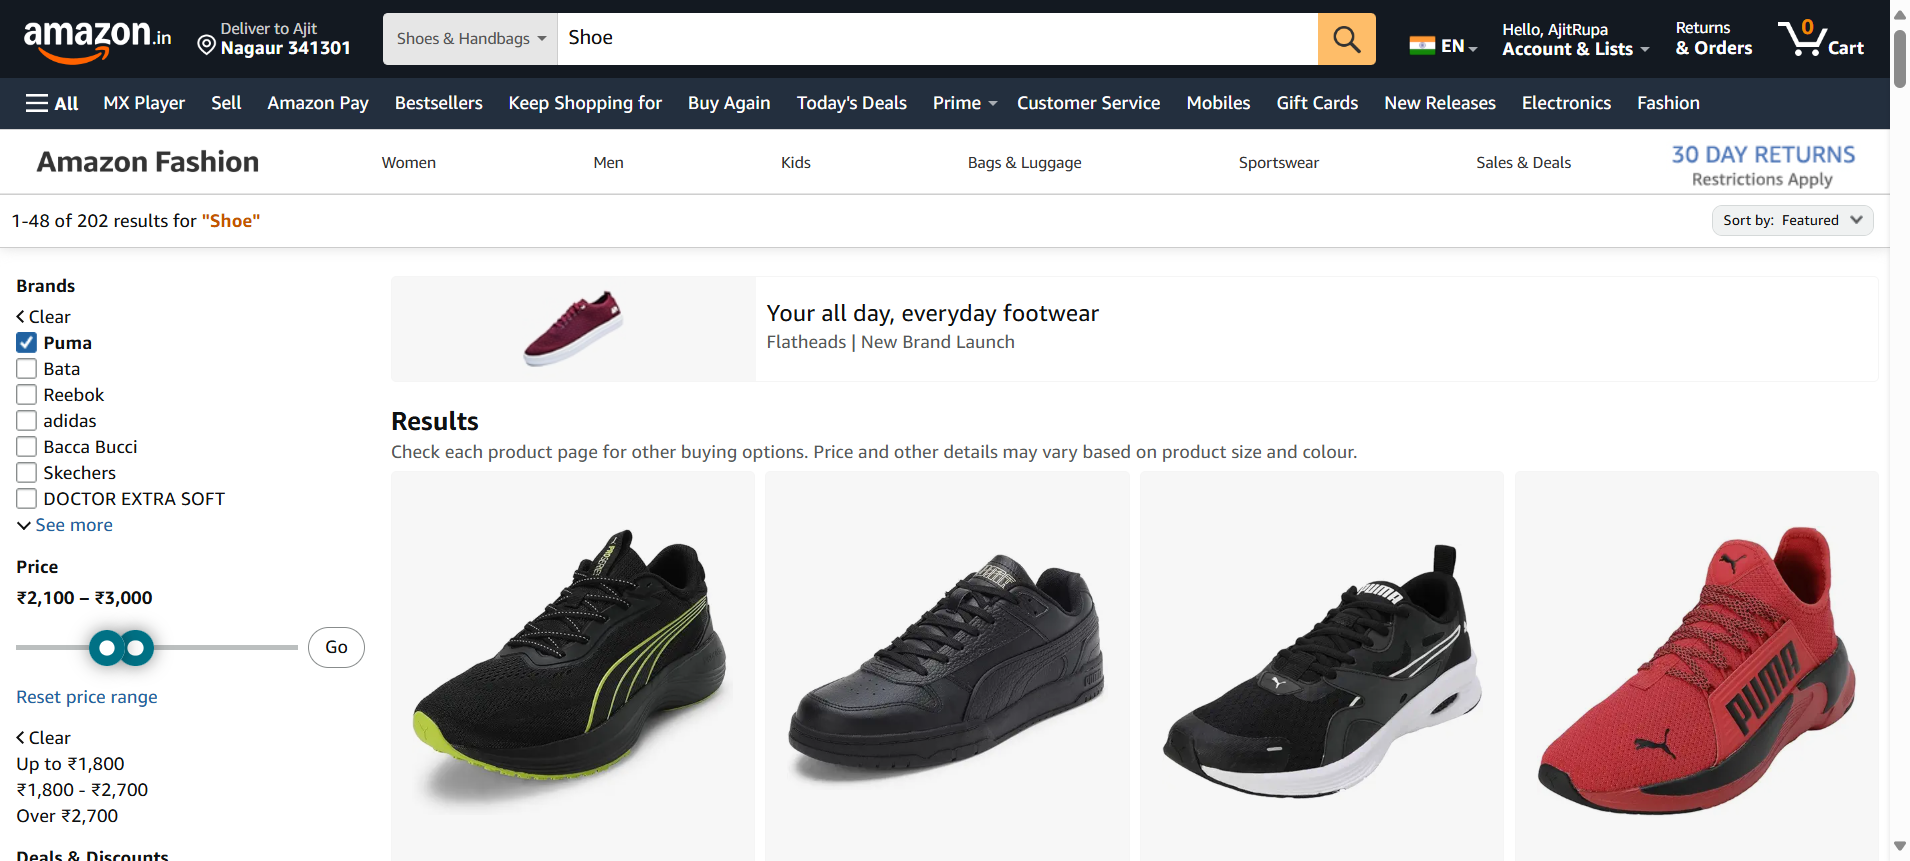 amazon.in
Deliver to Ajit
Nagaur 341301
Shoes & Handbags
Shoe
EN
Hello, AjitRupa
Account & Lists
Returns
& Orders
0
Cart
All
MX Player
Sell
Amazon Pay
Bestsellers
Keep Shopping for
Buy Again
Today's Deals
Prime
Customer Service
Mobiles
Gift Cards
New Releases
Electronics
Fashion
Amazon Fashion
Women
Men
Kids
Bags & Luggage
Sportswear
Sales & Deals
30 DAY RETURNS
Restrictions Apply
1-48 of 202 results for "Shoe"
Sort by: Featured
Brands
Clear
Puma
Bata
Reebok
adidas
Bacca Bucci
Skechers
DOCTOR EXTRA SOFT
See more
Price
₹2,100 – ₹3,000
Go
Reset price range
Clear
Up to ₹1,800
₹1,800 - ₹2,700
Over ₹2,700
Deals & Discounts
Your all day, everyday footwear
Flatheads | New Brand Launch
Results
Check each product page for other buying options. Price and other details may vary based on product size and colour.
PUMA
PUMA